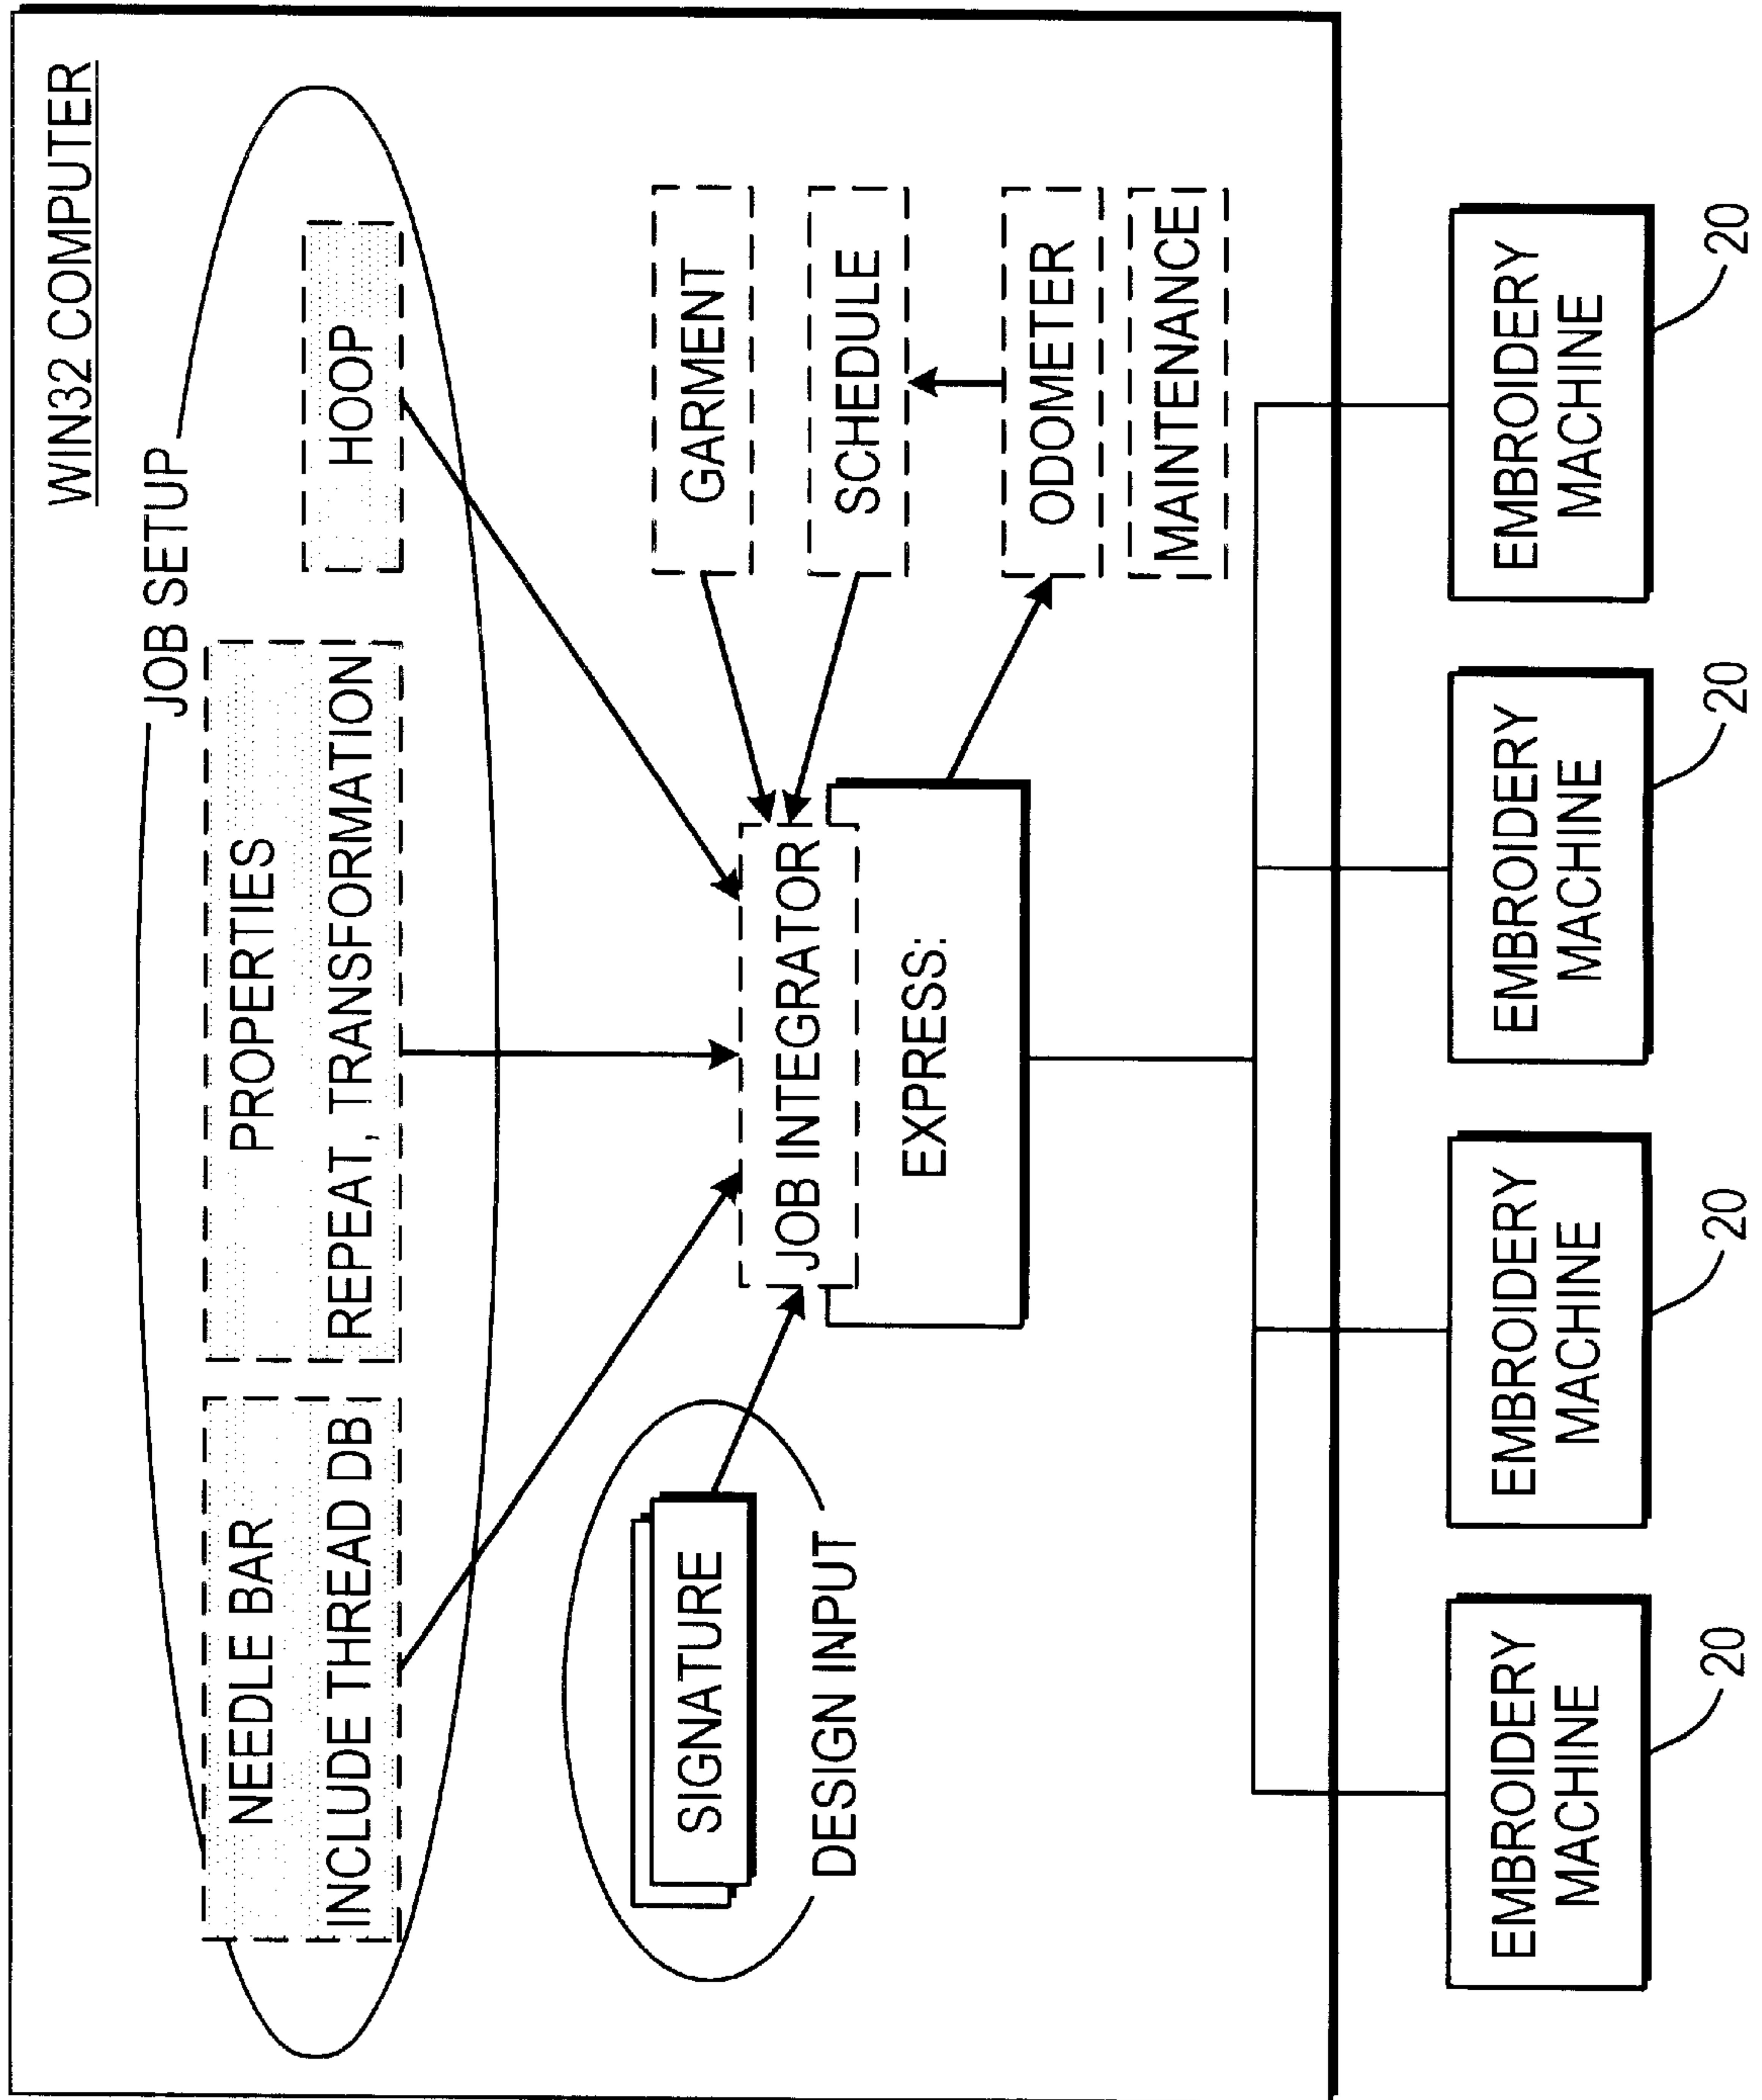 WIN32 COMPUTER
JOB SETUP
NEEDLE BAR
INCLUDE THREAD DB
PROPERTIES
REPEAT, TRANSFORMATION
HOOP
SIGNATURE
DESIGN INPUT
JOB INTEGRATOR
EXPRESS:
GARMENT
SCHEDULE
ODOMETER
MAINTENANCE
EMBROIDERY
MACHINE
20
EMBROIDERY
MACHINE
20
EMBROIDERY
MACHINE
20
EMBROIDERY
MACHINE
20